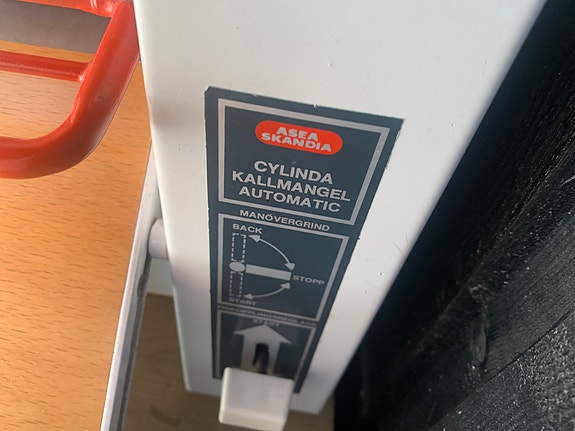 ASEA
SKANDIA
CYLINDA
KALLMANGEL
AUTOMATIC
MANÖVERGRIND
BACK
STOPP
START
START